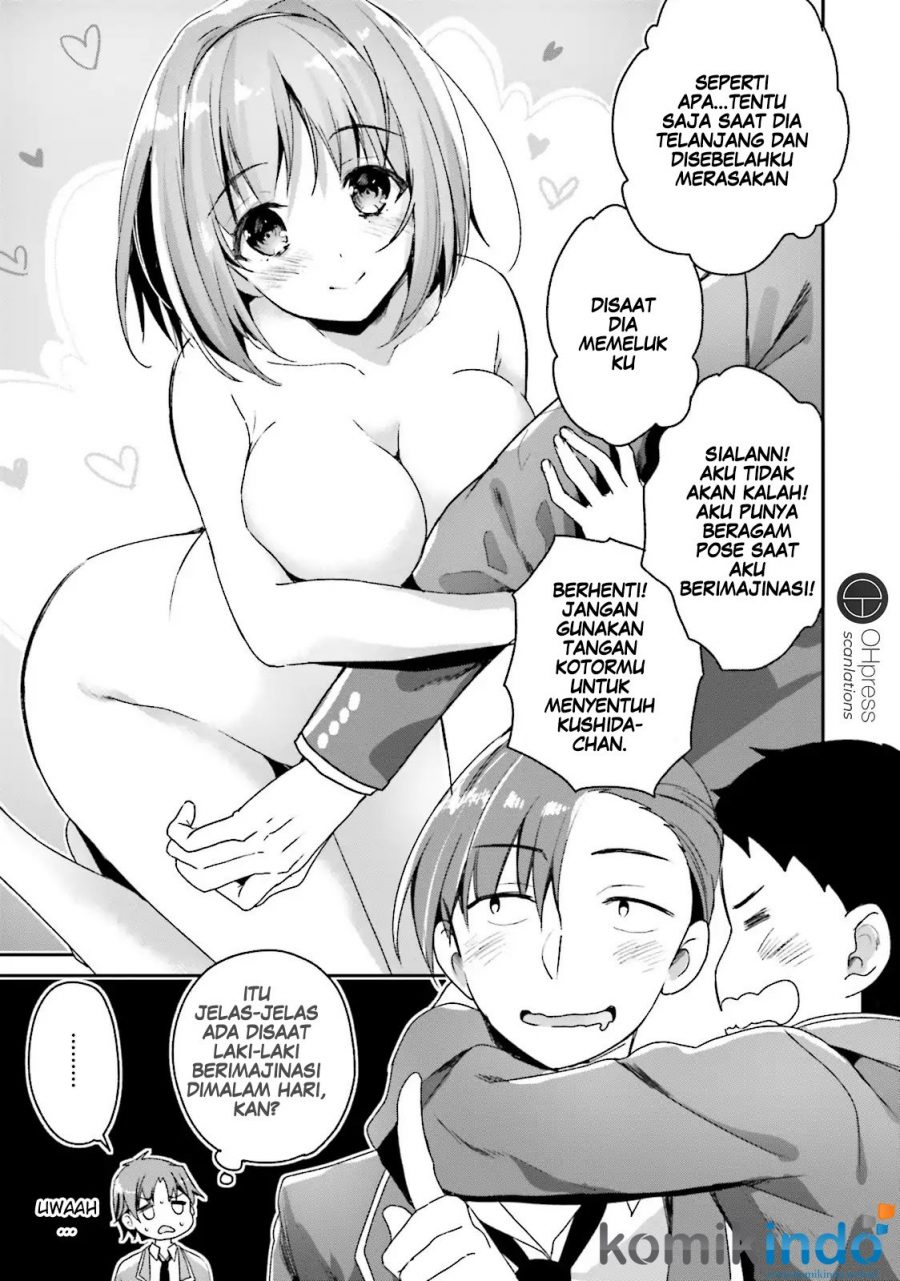 SEPERTI
APA...TENTU
SAJA SAAT DIA
TELANJANG DAN
DISEBELAHKU
MERASAKAN
DISAAT
DIA
MEMELUK
KU
SIALANN!
AKU TIDAK
AKAN KALAH!
AKU PUNYA
BERAGAM
POSE SAAT
AKU
BERIMAJINASI!
BERHENTI!
JANGAN
GUNAKAN
TANGAN
KOTORMU
UNTUK
MENYENTUH
KUSHIDA-
CHAN.
OHpress
scanlations
ITU
JELAS-JELAS
ADA DISAAT
LAKI-LAKI
BERIMAJINASI
DIMALAM HARI,
KAN?
.........
UWAAH
...
komikindo